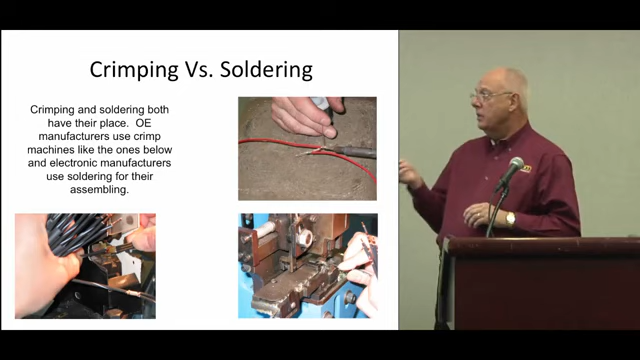 Crimping Vs. Soldering
Crimping and soldering both
have their place. OE
manufacturers use crimp
machines like the ones below
and electronic manufacturers
use soldering for their
assembling.